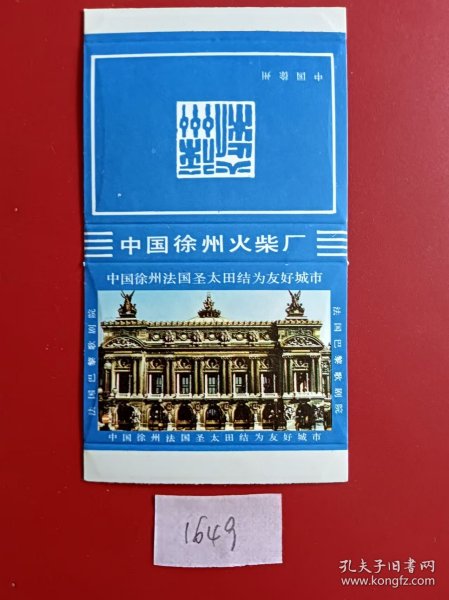 中国徐州
中国徐州火柴厂
中国徐州法国圣太田结为友好城市
法国巴黎歌剧院
法国巴黎歌剧院
中国徐州法国圣太田结为友好城市
1649
孔夫子旧书网
www.kongfz.com